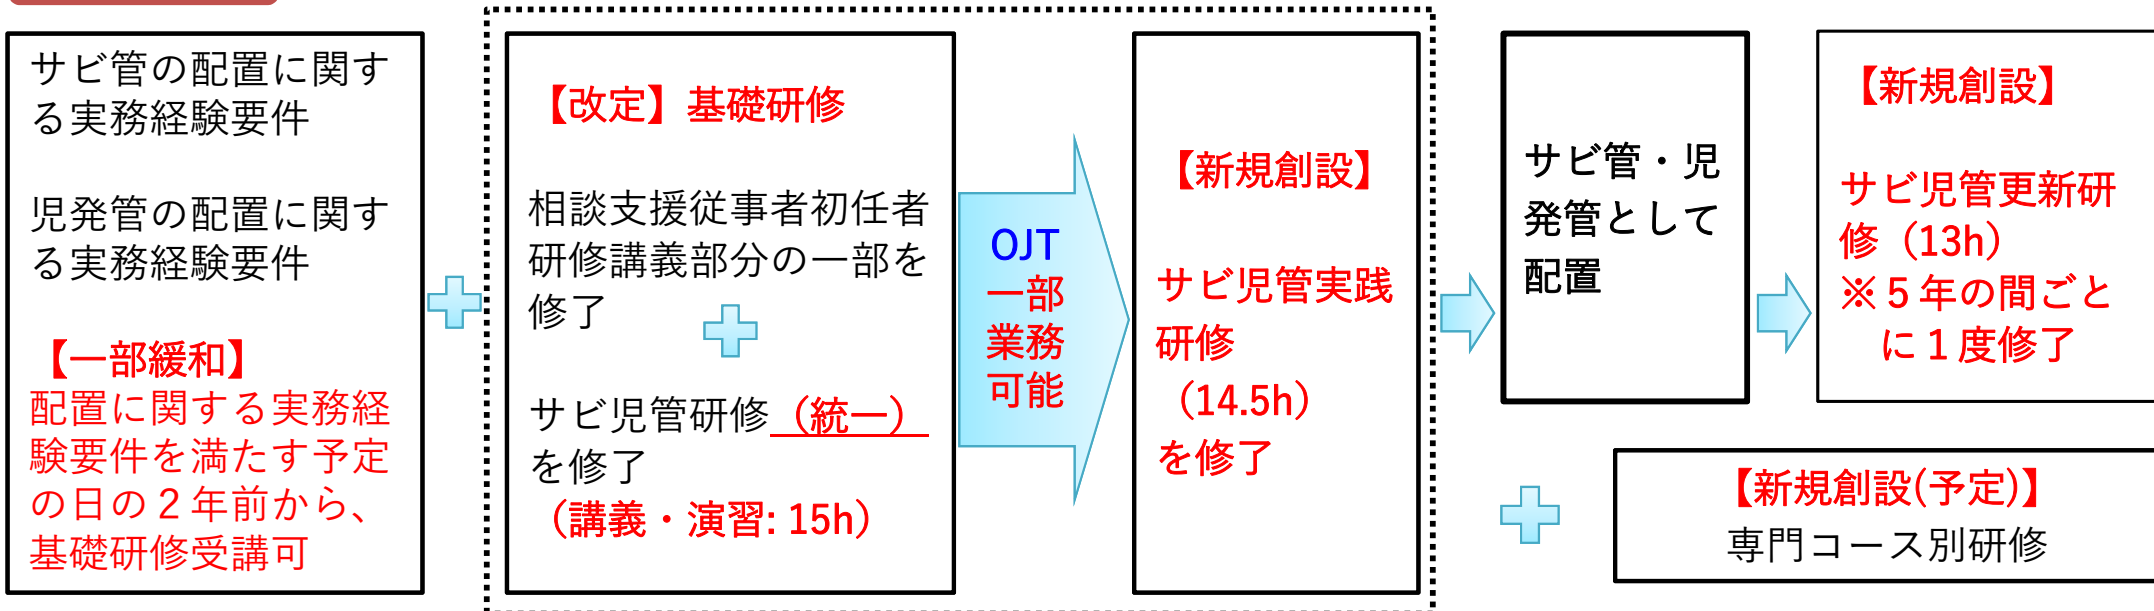 サビ管の配置に関す
る実務経験要件
児発管の配置に関す
る実務経験要件
【一部緩和】
配置に関する実務経
験要件を満たす予定
の日の２年前から、
基礎研修受講可
【改定】基礎研修
相談支援従事者初任者
研修講義部分の一部を
修了
サビ児管研修（統一）
を修了
（講義・演習: 15h）
OJT
一部
業務
可能
【新規創設】
サビ児管実践
研修
（14.5h）
を修了
サビ管・児
発管として
配置
【新規創設】
サビ児管更新研
修（13h）
※５年の間ごと
に１度修了
【新規創設(予定)】
専門コース別研修